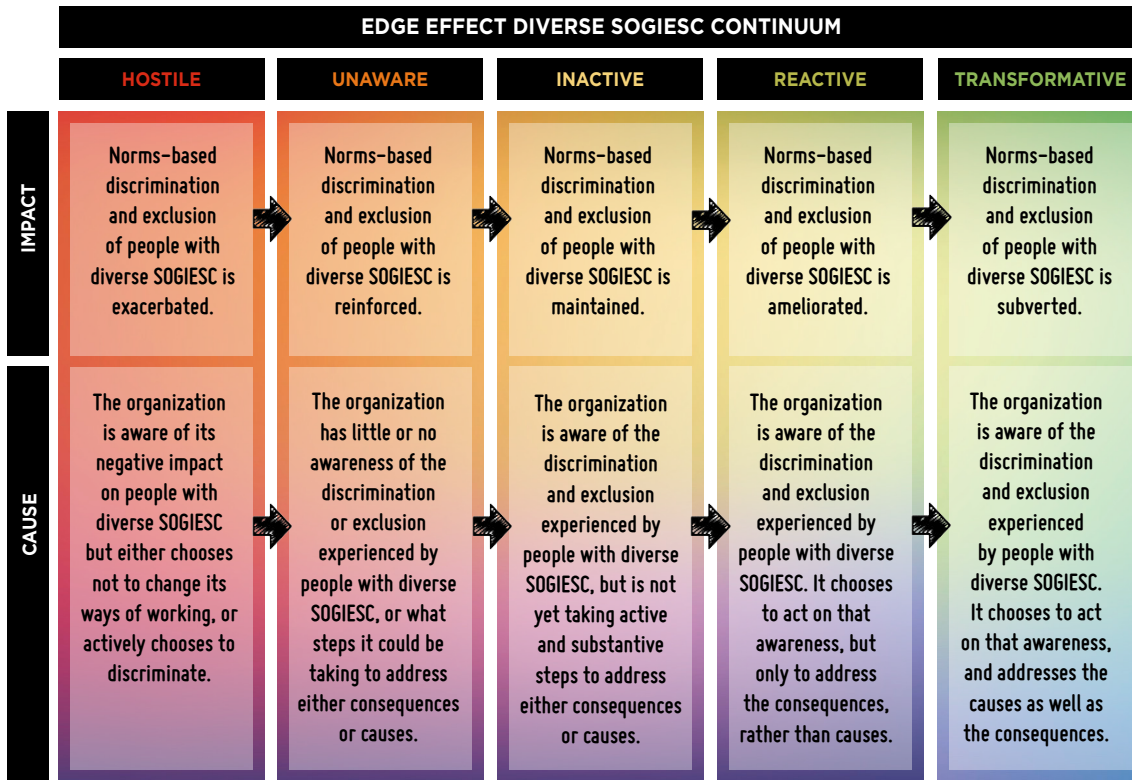 EDGE EFFECT DIVERSE SOGIESC CONTINUUM
HOSTILE
UNAWARE
INACTIVE
REACTIVE
TRANSFORMATIVE
IMPACT
Norms-based
discrimination
and exclusion
of people with
diverse SOGIESC is
exacerbated.
Norms-based
discrimination
and exclusion
of people with
diverse SOGIESC is
reinforced.
Norms-based
discrimination
and exclusion
of people with
diverse SOGIESC is
maintained.
Norms-based
discrimination
and exclusion
of people with
diverse SOGIESC is
ameliorated.
Norms-based
discrimination
and exclusion
of people with
diverse SOGIESC is
subverted.
CAUSE
The organization
is aware of its
negative impact
on people with
diverse SOGIESC
but either chooses
not to change its
ways of working, or
actively chooses to
discriminate.
The organization
has little or no
awareness of the
discrimination
or exclusion
experienced by
people with diverse
SOGIESC, or what
steps it could be
taking to address
either consequences
or causes.
The organization
is aware of the
discrimination
and exclusion
experienced by
people with diverse
SOGIESC, but is not
yet taking active
and substantive
steps to address
either consequences
or causes.
The organization
is aware of the
discrimination
and exclusion
experienced by
people with diverse
SOGIESC. It chooses
to act on that
awareness, but
only to address
the consequences,
rather than causes.
The organization
is aware of the
discrimination
and exclusion
experienced
by people with
diverse SOGIESC.
It chooses to act
on that awareness,
and addresses the
causes as well as
the consequences.